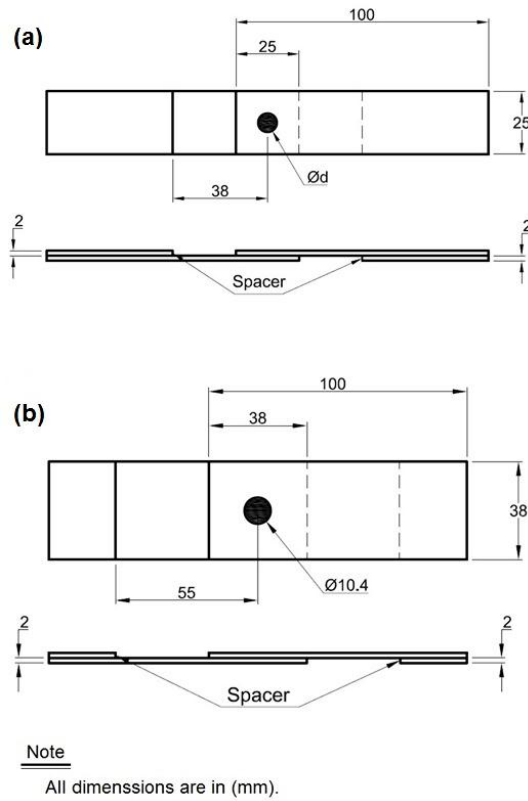 (a)
100
25
25
Ød
38
2
2
Spacer
(b)
100
38
38
Ø10.4
55
2
2
Spacer
Note
All dimenssions are in (mm).